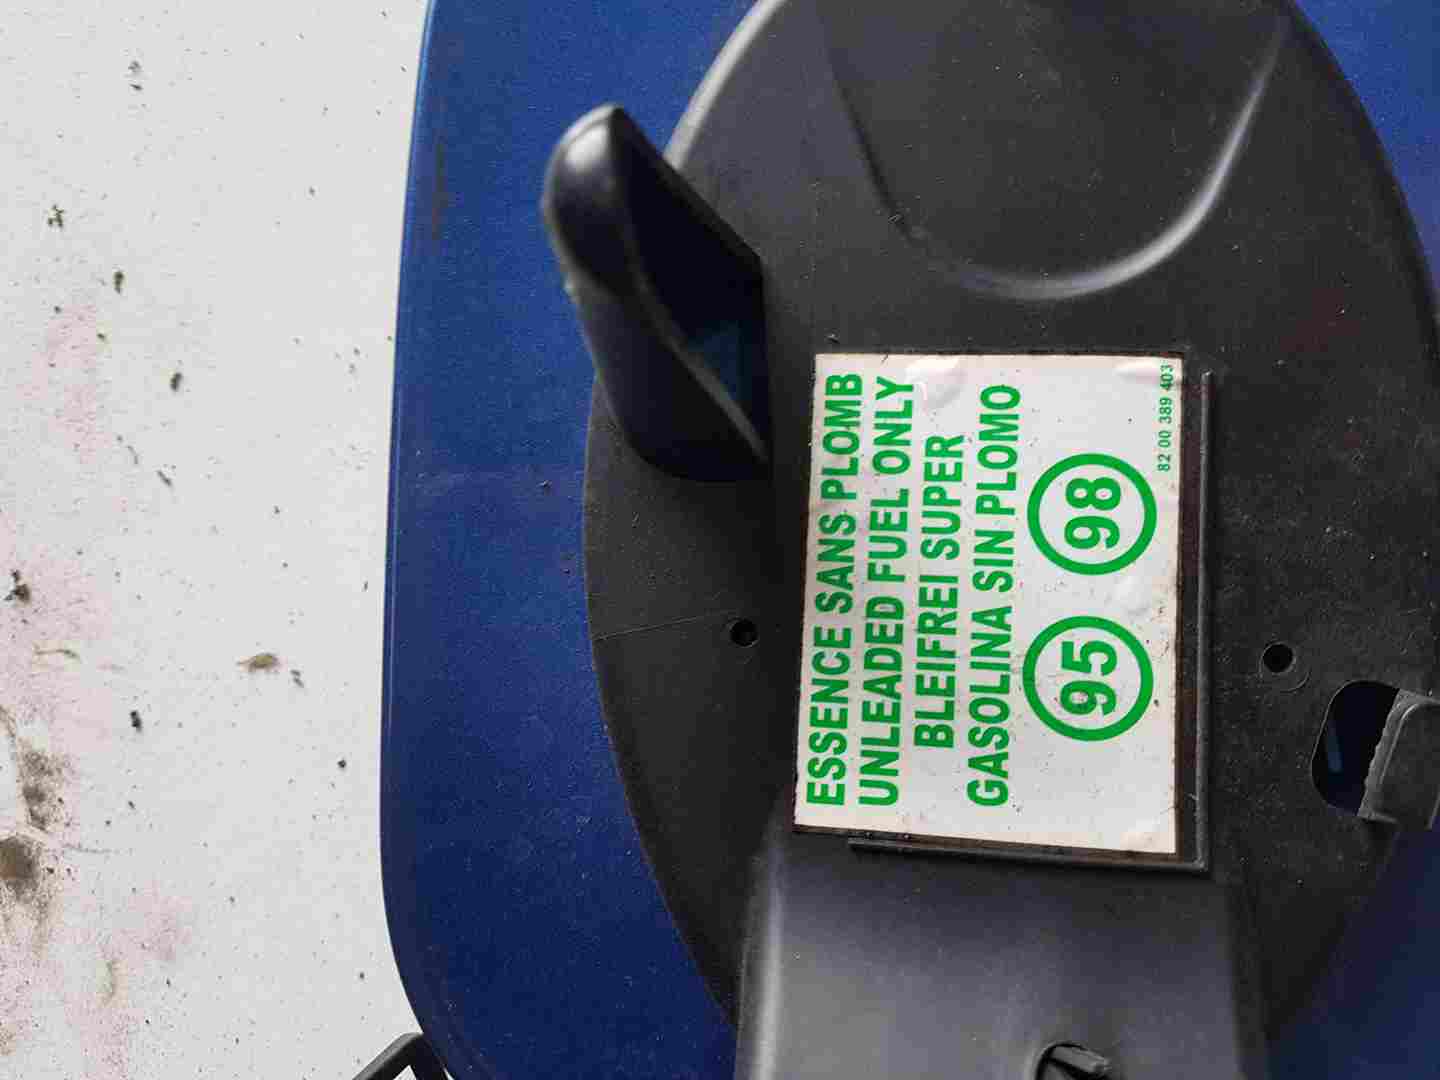 ESSENCE SANS PLOMB
UNLEADED FUEL ONLY
BLEIFREI SUPER
GASOLINA SIN PLOMO
95 98
82 00 389 403